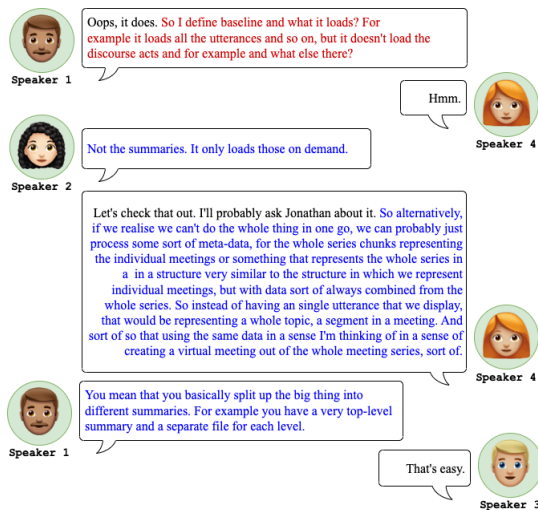 Oops, it does. So I define baseline and what it loads? For
example it loads all the utterances and so on, but it doesn't load the
discourse acts and for example and what else there?
Speaker 1
Hmm.
Speaker 4
Not the summaries. It only loads those on demand.
Speaker 2
Let's check that out. I'll probably ask Jonathan about it. So alternatively,
if we realise we can't do the whole thing in one go, we can probably just
process some sort of meta-data, for the whole series chunks representing
the individual meetings or something that represents the whole series in
a in a structure very similar to the structure in which we represent
individual meetings, but with data sort of always combined from the
whole series. So instead of having an single utterance that we display,
that would be representing a whole topic, a segment in a meeting. And
sort of so that using the same data in a sense I'm thinking of in a sense of
creating a virtual meeting out of the whole meeting series, sort of.
Speaker 4
You mean that you basically split up the big thing into
different summaries. For example you have a very top-level
summary and a separate file for each level.
Speaker 1
That's easy.
Speaker 3